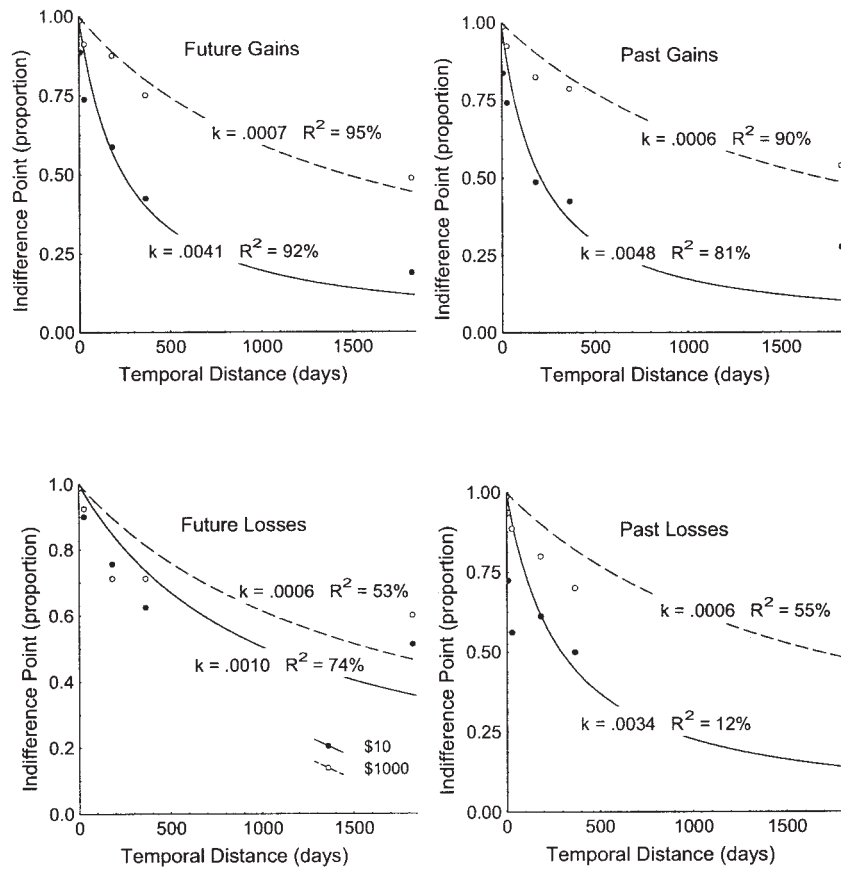 Future Gains
Indifference Point (proportion)
1.00
0.75
0.50
0.25
0.00
k = .0007 R² = 95%
k = .0041 R² = 92%
0 500 1000 1500
Temporal Distance (days)
Past Gains
Indifference Point (proportion)
1.00
0.75
0.50
0.25
0.00
k = .0006 R² = 90%
k = .0048 R² = 81%
0 500 1000 1500
Temporal Distance (days)
Future Losses
Indifference Point (proportion)
1.0
0.8
0.6
0.4
0.2
0.0
k = .0006 R² = 53%
k = .0010 R² = 74%
$10
$1000
0 500 1000 1500
Temporal Distance (days)
Past Losses
Indifference Point (proportion)
1.00
0.75
0.50
0.25
0.00
k = .0006 R² = 55%
k = .0034 R² = 12%
0 500 1000 1500
Temporal Distance (days)